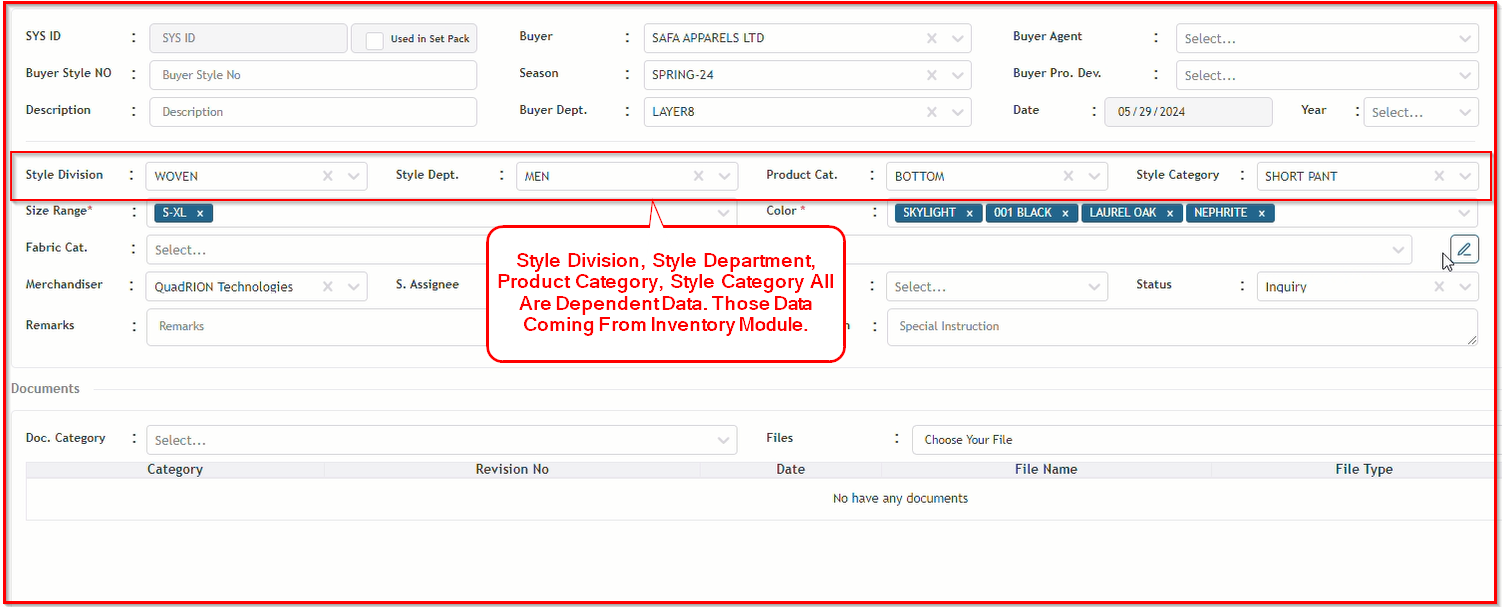 SYS ID : SYS ID Used in Set Pack Buyer : SAFA APPARELS LTD Buyer Agent : Select...
Buyer Style NO : Buyer Style No Season : SPRING-24 Buyer Pro. Dev. : Select...
Description : Description Buyer Dept. : LAYER8 Date : 05/29/2024 Year : Select...
Style Division : WOVEN Style Dept. : MEN Product Cat. : BOTTOM Style Category : SHORT PANT
Size Range* : S-XL × Color * : SKYLIGHT × 001 BLACK × LAUREL OAK × NEPHRITE ×
Fabric Cat. : Select...
Merchandiser : QuadRION Technologies S. Assignee : Select... Status : Inquiry
Remarks : Remarks : Special Instruction
Style Division, Style Department,
Product Category, Style Category All
Are Dependent Data. Those Data
Coming From Inventory Module.
Documents
Doc. Category : Select... Files : Choose Your File
Category Revision No Date File Name File Type
No have any documents